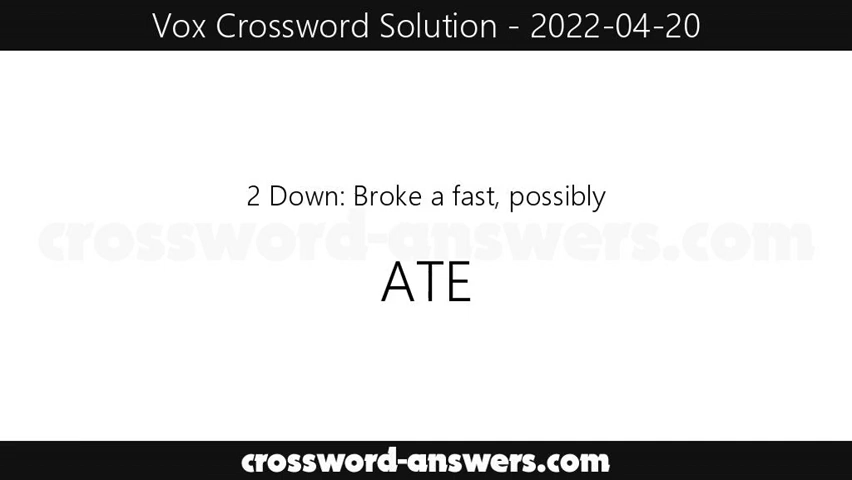 Vox Crossword Solution - 2022-04-20
2 Down: Broke a fast, possibly
crossword-answers.com
ATE
crossword-answers.com